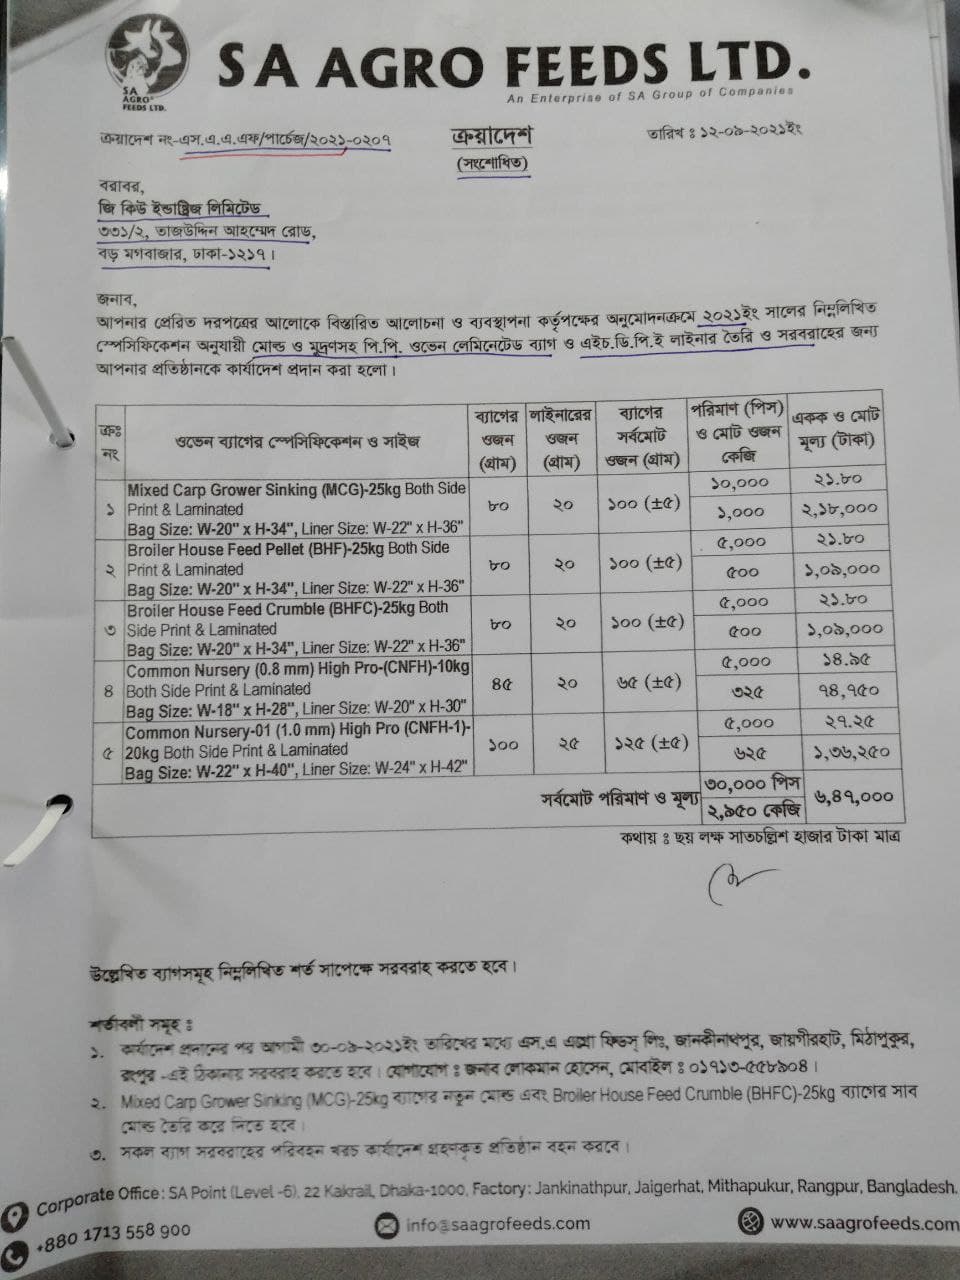 SA AGRO FEEDS LTD.
SA
AGRO
FEEDS LTD.
An Enterprise of SA Group of Companies
ক্রয়াদেশ নং-এস.এ.এ.এফ/পার্চেজ/২০২১-০২০৭
ক্রয়াদেশ
তারিখ : ১২-০৯-২০২১ইং
(সংশোধিত)
বরাবর,
জি কিউ ইন্ডাষ্ট্রিজ লিমিটেড
৩৩১/২, তাজউদ্দিন আহম্মেদ রোড,
বড় মগবাজার, ঢাকা-১২১৭।
জনাব,
আপনার প্রেরিত দরপত্রের আলোকে বিস্তারিত আলোচনা ও ব্যবস্থাপনা কর্তৃপক্ষের অনুমোদনক্রমে ২০২১ইং সালের নিম্নলিখিত
স্পেসিফিকেশন অনুযায়ী মোল্ড ও মুদ্রণসহ পি.পি. ওভেন লেমিনেটেড ব্যাগ ও এইচ.ডি.পি.ই লাইনার তৈরি ও সরবরাহের জন্য
আপনার প্রতিষ্ঠানকে কার্যাদেশ প্রদান করা হলো।
ক্রঃ নং
ওভেন ব্যাগের স্পেসিফিকেশন ও সাইজ
ব্যাগের ওজন (গ্রাম)
লাইনারের ওজন (গ্রাম)
ব্যাগের সর্বমোট ওজন (গ্রাম)
পরিমাণ (পিস) ও মোট ওজন কেজি
একক ও মোট মূল্য (টাকা)
১
Mixed Carp Grower Sinking (MCG)-25kg Both Side
Print & Laminated
Bag Size: W-20" x H-34", Liner Size: W-22" x H-36"
৮০
২০
১০০ (±৫)
১০,০০০
২১.৮০
১,০০০
২,১৮,০০০
২
Broiler House Feed Pellet (BHF)-25kg Both Side
Print & Laminated
Bag Size: W-20" x H-34", Liner Size: W-22" x H-36"
৮০
২০
১০০ (±৫)
৫,০০০
২১.৮০
৫০০
১,০৯,০০০
৩
Broiler House Feed Crumble (BHFC)-25kg Both
Side Print & Laminated
Bag Size: W-20" x H-34", Liner Size: W-22" x H-36"
৮০
২০
১০০ (±৫)
৫,০০০
২১.৮০
৫০০
১,০৯,০০০
৪
Common Nursery (0.8 mm) High Pro-(CNFH)-10kg
Both Side Print & Laminated
Bag Size: W-18" x H-28", Liner Size: W-20" x H-30"
৪৫
২০
৬৫ (±৫)
৫,০০০
১৪.৯৫
৩২৫
৭৪,৭৫০
৫
Common Nursery-01 (1.0 mm) High Pro (CNFH-1)-
20kg Both Side Print & Laminated
Bag Size: W-22" x H-40", Liner Size: W-24" x H-42"
১০০
২৫
১২৫ (±৫)
৫,০০০
২৭.২৫
৬২৫
১,৩৬,২৫০
সর্বমোট পরিমাণ ও মূল্য
৩০,০০০ পিস
২,৯৫০ কেজি
৬,৪৭,০০০
কথায় : ছয় লক্ষ সাতচল্লিশ হাজার টাকা মাত্র
উল্লেখিত ব্যাগসমূহ নিম্নলিখিত শর্ত সাপেক্ষে সরবরাহ করতে হবে।
শর্তাবলী সমূহ :
১. কার্যাদেশ প্রদানের পর আগামী ৩০-০৯-২০২১ইং তারিখের মধ্যে এস.এ এগ্রো ফিডস্ লিঃ, জানকীনাথপুর, জায়গীরহাট, মিঠাপুকুর,
রংপুর -এই ঠিকানায় সরবরাহ করতে হবে। যোগাযোগ : জনাব লোকমান হোসেন, মোবাইল : ০১৭১৩-৫৫৮৯০৪।
২. Mixed Carp Grower Sinking (MCG)-25kg ব্যাগের নতুন মোল্ড এবং Broiler House Feed Crumble (BHFC)-25kg ব্যাগের সাব
মোল্ড তৈরি করে নিতে হবে।
৩. সকল ব্যাগ সরবরাহের পরিবহন খরচ কার্যাদেশ গ্রহণকৃত প্রতিষ্ঠান বহন করবে।
Corporate Office: SA Point (Level -6), 22 Kakrail, Dhaka-1000, Factory: Jankinathpur, Jaigerhat, Mithapukur, Rangpur, Bangladesh.
+880 1713 558 900
info@saagrofeeds.com
www.saagrofeeds.com